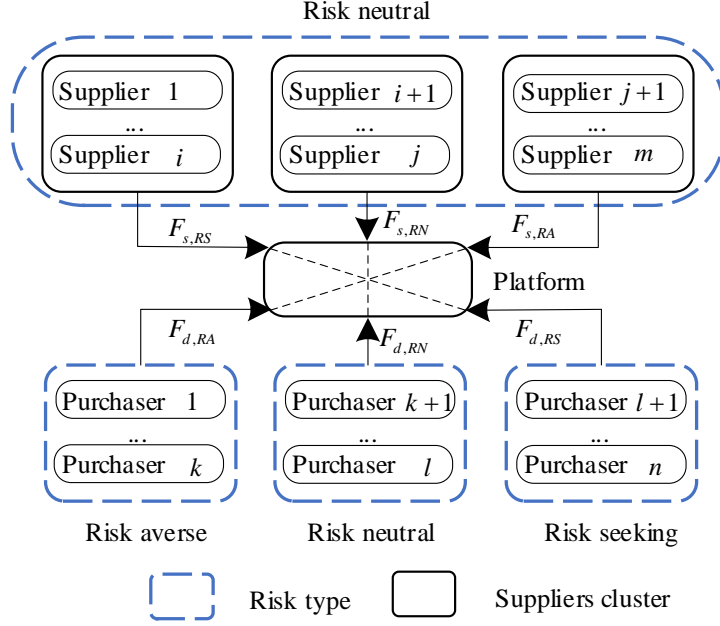 Risk neutral
Supplier 1 Supplier i+1 Supplier j+1
... ... ...
Supplier i Supplier j Supplier m
F_{s,RS} F_{s,RN} F_{s,RA}
Platform
F_{d,RA} F_{d,RN} F_{d,RS}
Purchaser 1 Purchaser k+1 Purchaser l+1
... ... ...
Purchaser k Purchaser l Purchaser n
Risk averse Risk neutral Risk seeking
Risk type Suppliers cluster